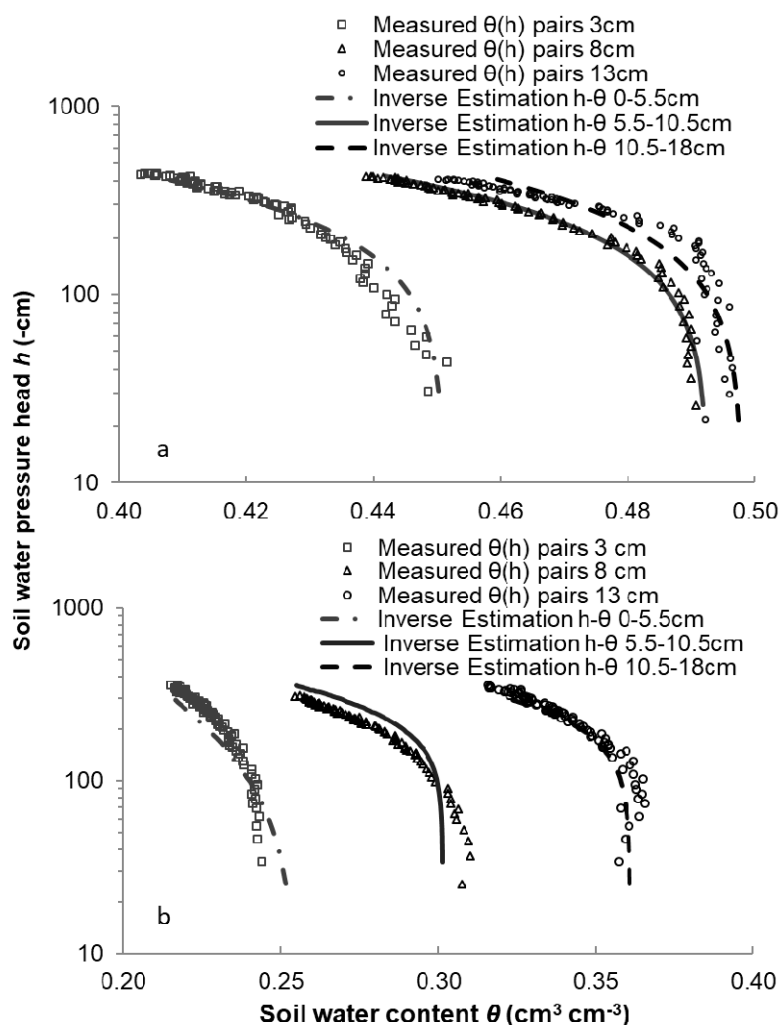 Measured θ(h) pairs 3cm
Measured θ(h) pairs 8cm
Measured θ(h) pairs 13cm
Inverse Estimation h-θ 0-5.5cm
Inverse Estimation h-θ 5.5-10.5cm
Inverse Estimation h-θ 10.5-18cm
1000
100
10
a
0.40
0.42
0.44
0.46
0.48
0.50
Soil water pressure head h (-cm)
Measured θ(h) pairs 3 cm
Measured θ(h) pairs 8 cm
Measured θ(h) pairs 13 cm
Inverse Estimation h-θ 0-5.5cm
Inverse Estimation h-θ 5.5-10.5cm
Inverse Estimation h-θ 10.5-18cm
1000
100
10
b
0.20
0.25
0.30
0.35
0.40
Soil water content θ (cm³ cm⁻³)